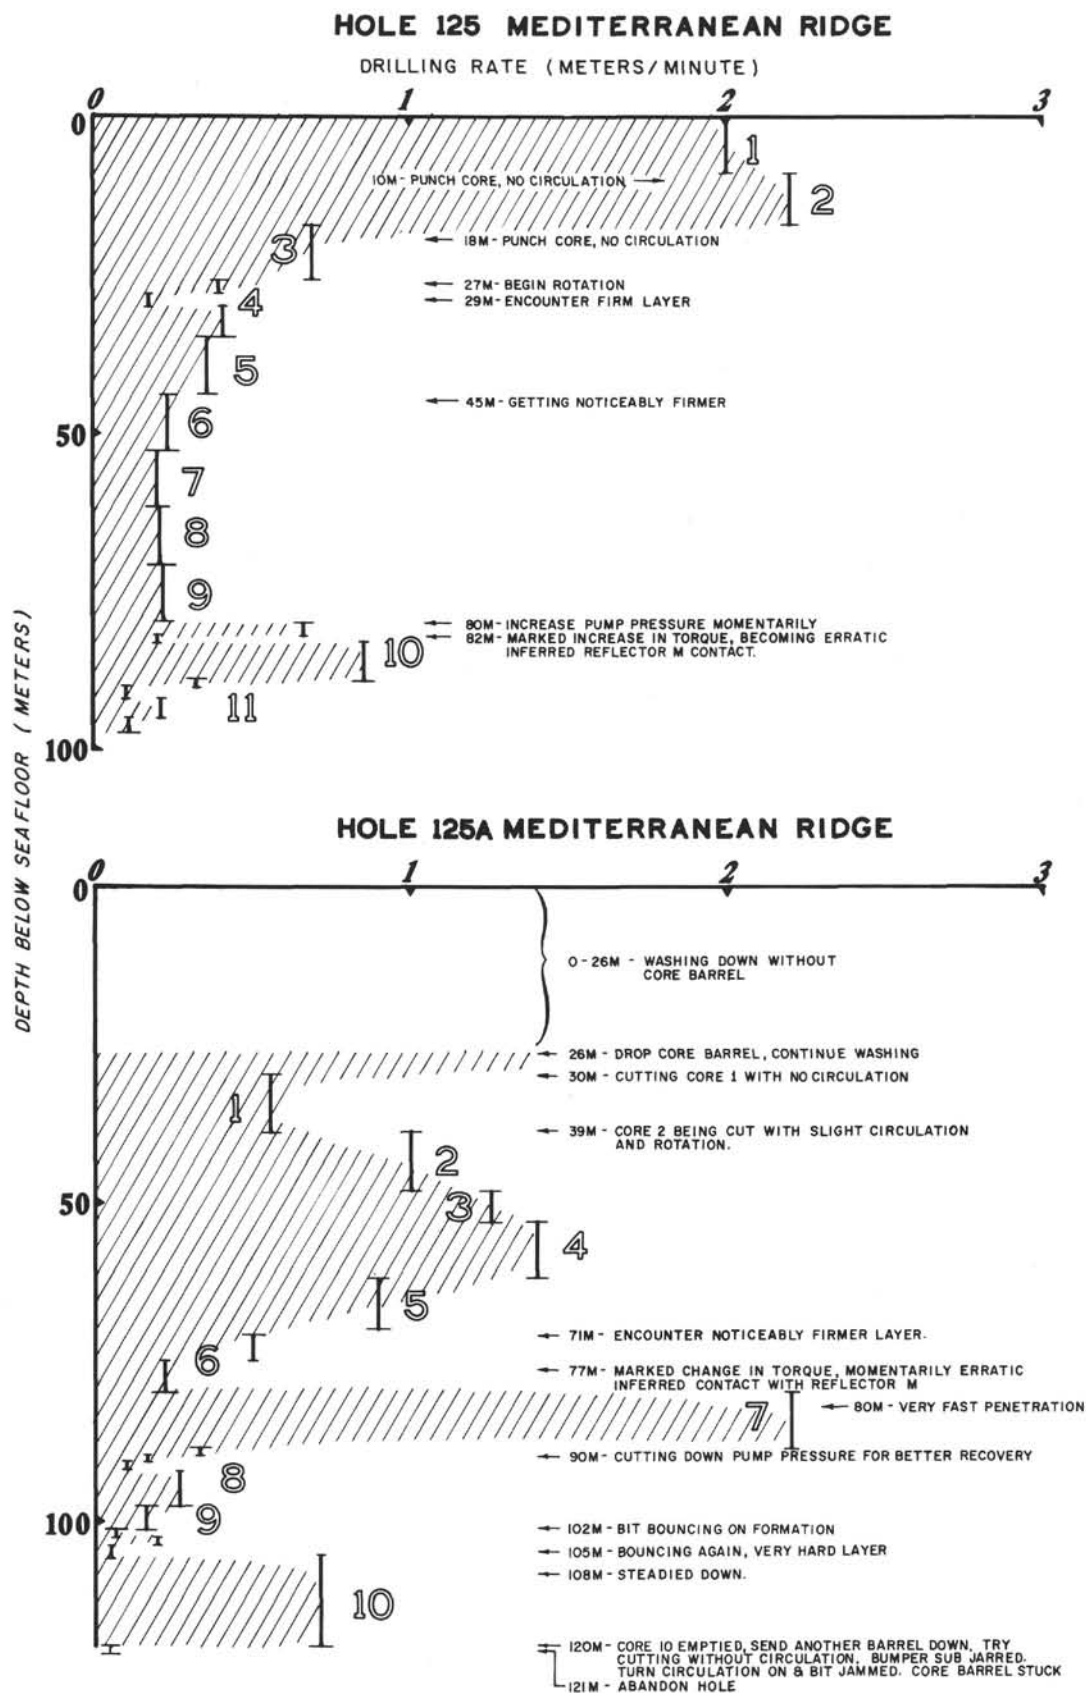 HOLE 125 MEDITERRANEAN RIDGE
DRILLING RATE (METERS/MINUTE)
0 1 2 3
0
1
10M- PUNCH CORE, NO CIRCULATION
2
3
18M- PUNCH CORE, NO CIRCULATION
27M- BEGIN ROTATION
4
29M- ENCOUNTER FIRM LAYER
5
45M- GETTING NOTICEABLY FIRMER
6
50
7
8
9
80M- INCREASE PUMP PRESSURE MOMENTARILY
82M- MARKED INCREASE IN TORQUE, BECOMING ERRATIC
INFERRED REFLECTOR M CONTACT.
10
11
100
DEPTH BELOW SEA FLOOR (METERS)
HOLE 125A MEDITERRANEAN RIDGE
0 1 2 3
0
0-26M - WASHING DOWN WITHOUT
CORE BARREL
26M - DROP CORE BARREL, CONTINUE WASHING
30M - CUTTING CORE 1 WITH NO CIRCULATION
1
39M - CORE 2 BEING CUT WITH SLIGHT CIRCULATION
AND ROTATION.
2
50
3
4
5
71M- ENCOUNTER NOTICEABLY FIRMER LAYER.
6
77M- MARKED CHANGE IN TORQUE, MOMENTARILY ERRATIC
INFERRED CONTACT WITH REFLECTOR M
80M- VERY FAST PENETRATION
7
90M- CUTTING DOWN PUMP PRESSURE FOR BETTER RECOVERY
8
9
100
102M- BIT BOUNCING ON FORMATION
105M- BOUNCING AGAIN, VERY HARD LAYER
108M- STEADIED DOWN.
10
120M- CORE 10 EMPTIED, SEND ANOTHER BARREL DOWN, TRY
CUTTING WITHOUT CIRCULATION, BUMPER SUB JARRED.
TURN CIRCULATION ON & BIT JAMMED. CORE BARREL STUCK
121M- ABANDON HOLE